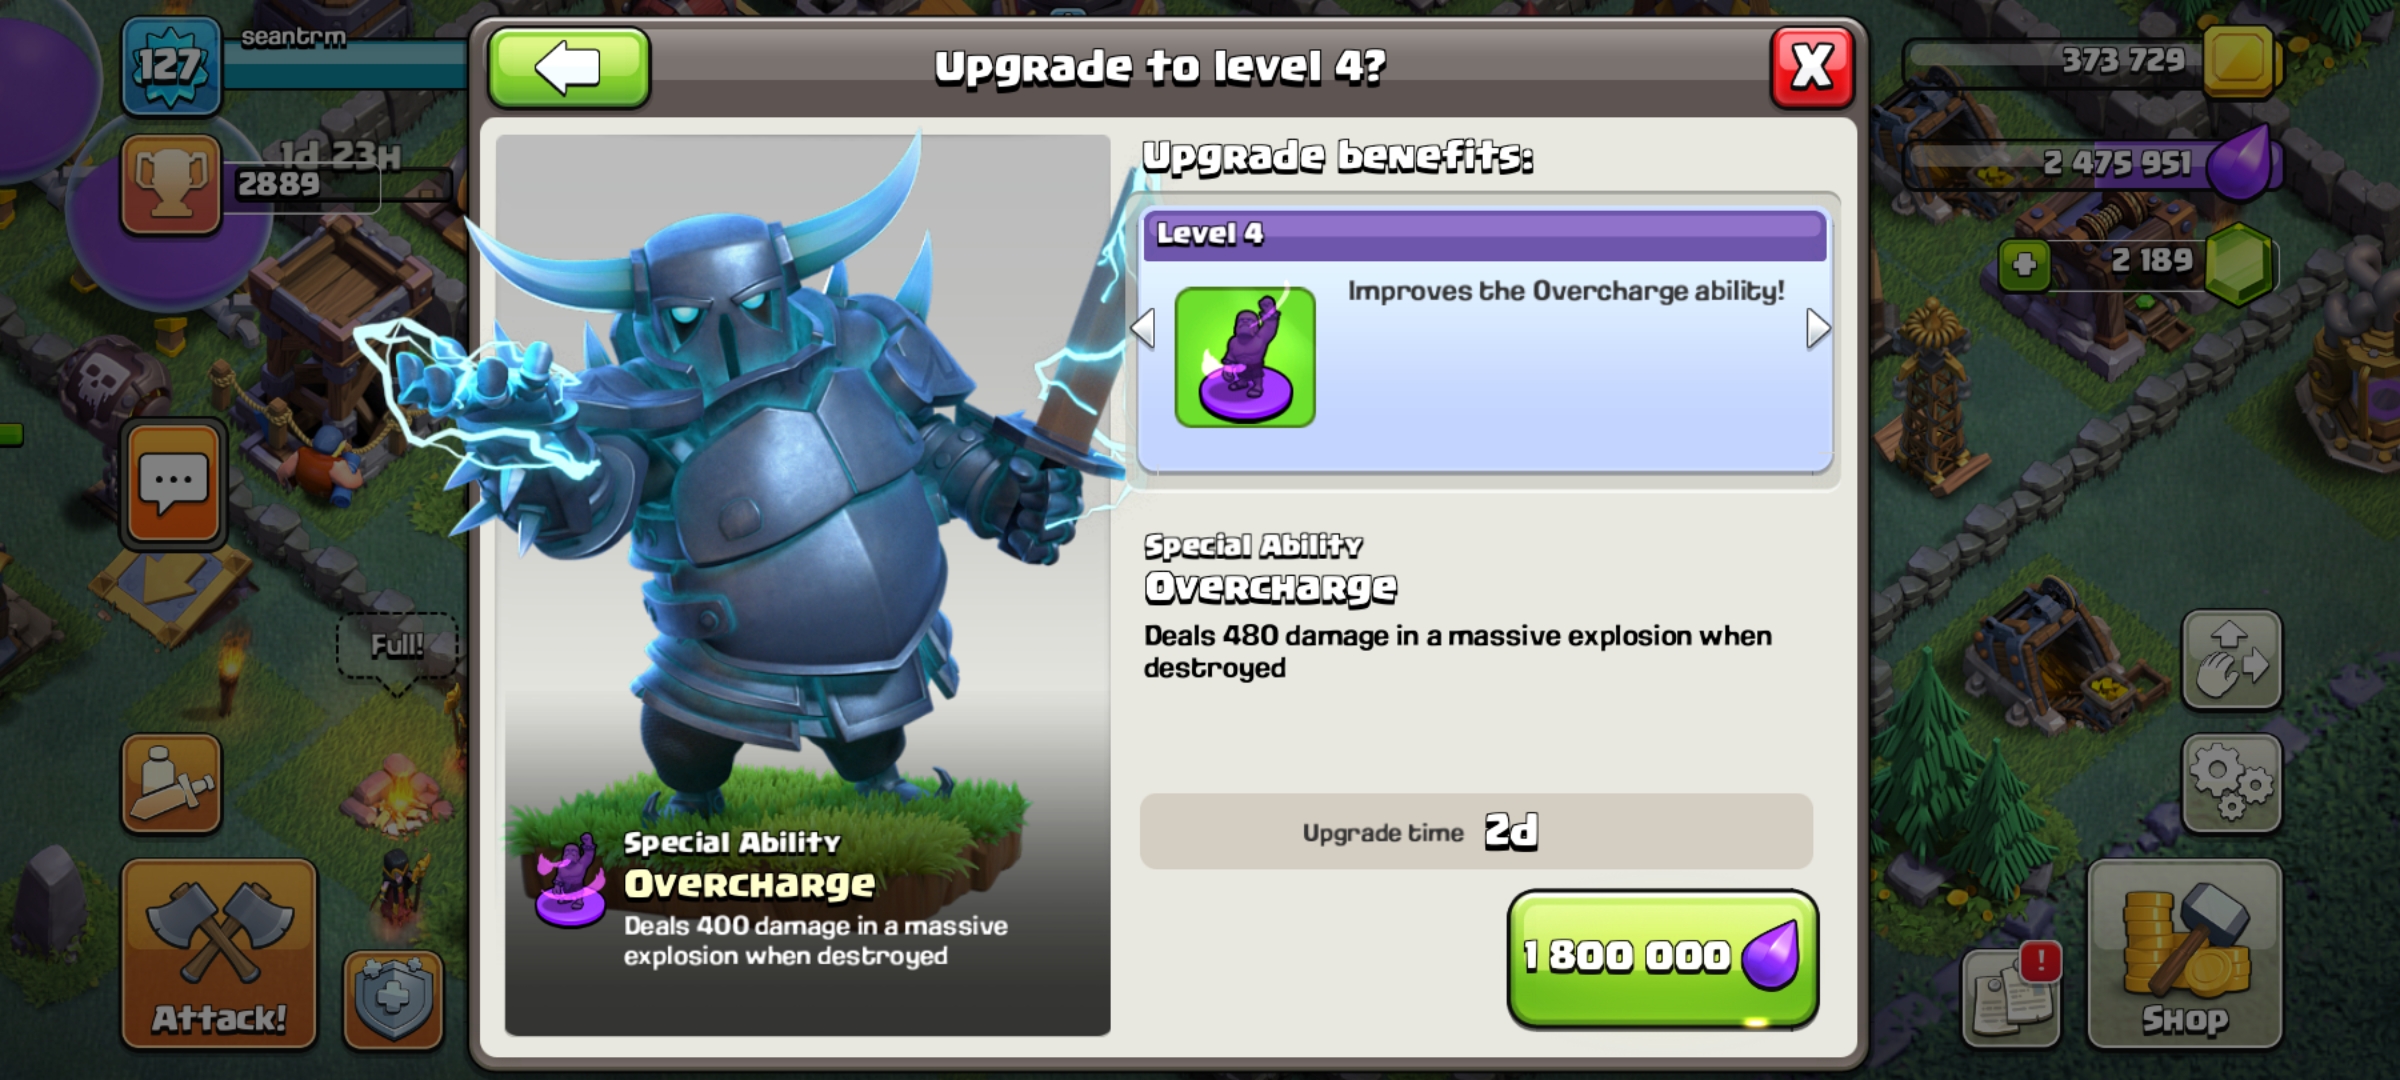 127
seantrm
1d 23H
2889
Full!
Attack!
Upgrade to level 4?
X
Special Ability
Overcharge
Deals 400 damage in a massive
explosion when destroyed
Upgrade benefits:
Level 4
Improves the Overcharge ability!
Special Ability
Overcharge
Deals 480 damage in a massive explosion when
destroyed
Upgrade time 2d
1 800 000
373 729
2 475 951
2 189
!
Shop